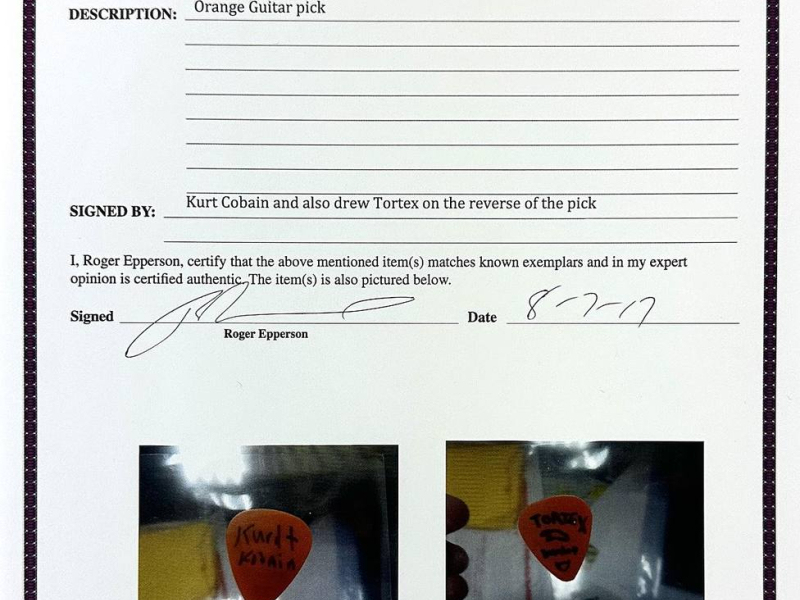 DESCRIPTION: Orange Guitar pick
SIGNED BY: Kurt Cobain and also drew Tortex on the reverse of the pick
I, Roger Epperson, certify that the above mentioned item(s) matches known exemplars and in my expert
opinion is certified authentic. The item(s) is also pictured below.
Signed
Date 8-7-17
Roger Epperson
Kurdt
Kobain
TORTEX